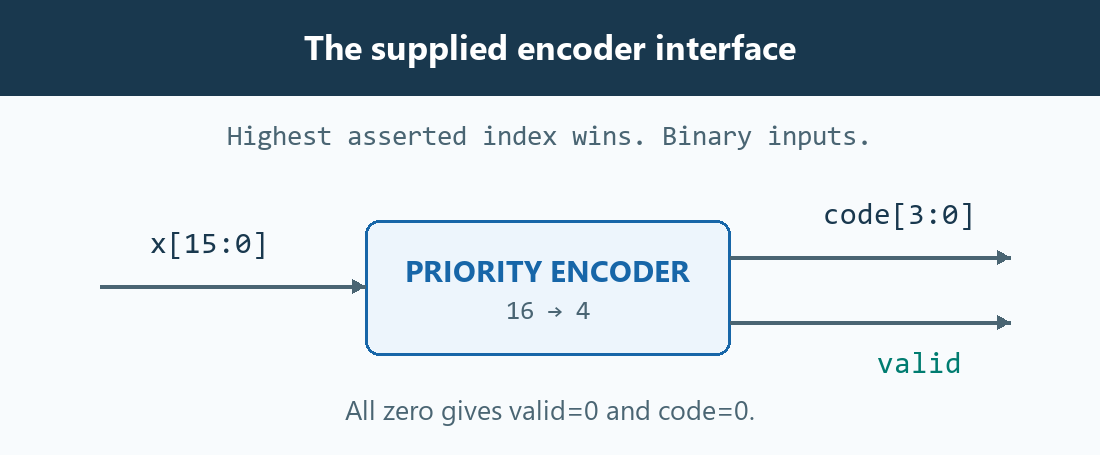 The supplied encoder interface
Highest asserted index wins. Binary inputs.
code[3:0]
x[15:0]
PRIORITY ENCODER
16 → 4
valid
All zero gives valid=0 and code=0.